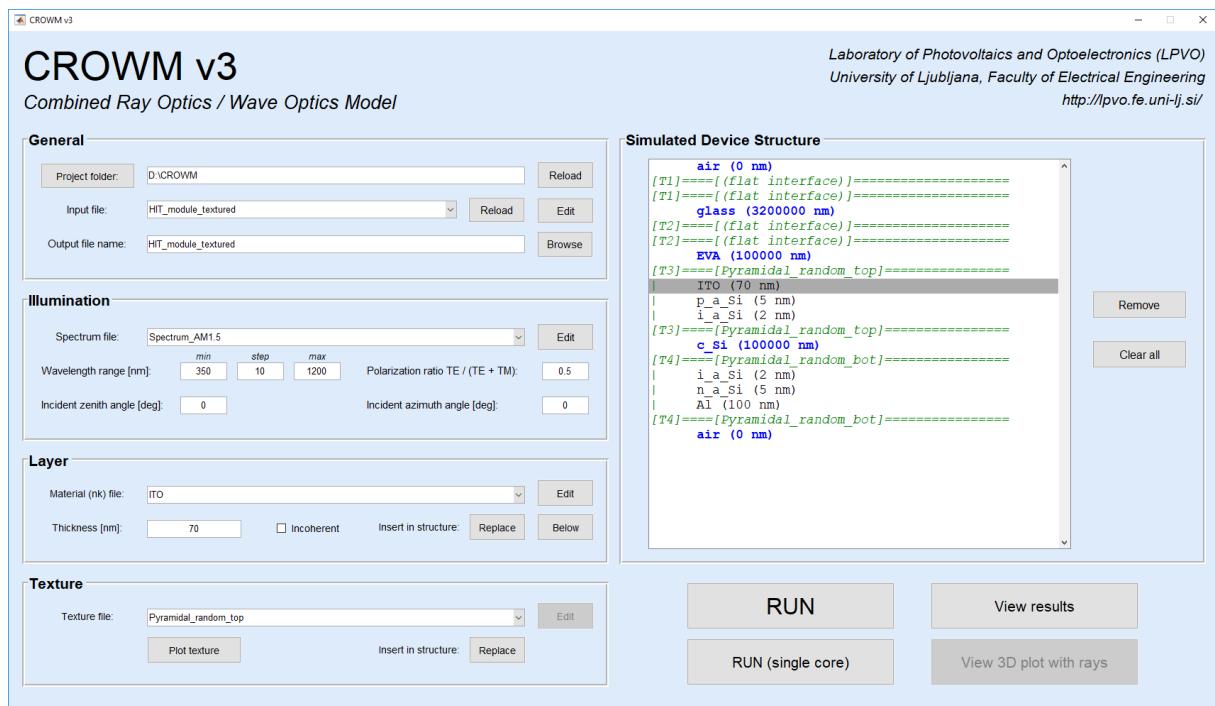 CROWM v3
CROWM v3
Combined Ray Optics / Wave Optics Model
Laboratory of Photovoltaics and Optoelectronics (LPVO)
University of Ljubljana, Faculty of Electrical Engineering
http://lpvo.fe.uni-lj.si/
General
Project folder: D:\CROWM Reload
Input file: HIT_module_textured Reload Edit
Output file name: HIT_module_textured Browse
Illumination
Spectrum file: Spectrum_AM1.5 Edit
min step max
Wavelength range [nm]: 350 10 1200 Polarization ratio TE / (TE + TM): 0.5
Incident zenith angle [deg]: 0 Incident azimuth angle [deg]: 0
Layer
Material (nk) file: ITO Edit
Thickness [nm]: 70 Incoherent Insert in structure: Replace Below
Texture
Texture file: Pyramidal_random_top Edit
Plot texture Insert in structure: Replace
Simulated Device Structure
air (0 nm)
[T1]====[(flat interface)]====================
[T1]====[(flat interface)]====================
glass (3200000 nm)
[T2]====[(flat interface)]====================
[T2]====[(flat interface)]====================
EVA (100000 nm)
[T3]====[Pyramidal_random_top]================
| ITO (70 nm)
| p_a_Si (5 nm)
| i_a_Si (2 nm)
[T3]====[Pyramidal_random_top]================
c_Si (100000 nm)
[T4]====[Pyramidal_random_bot]================
| i_a_Si (2 nm)
| n_a_Si (5 nm)
| Al (100 nm)
[T4]====[Pyramidal_random_bot]================
air (0 nm)
Remove
Clear all
RUN View results
RUN (single core) View 3D plot with rays